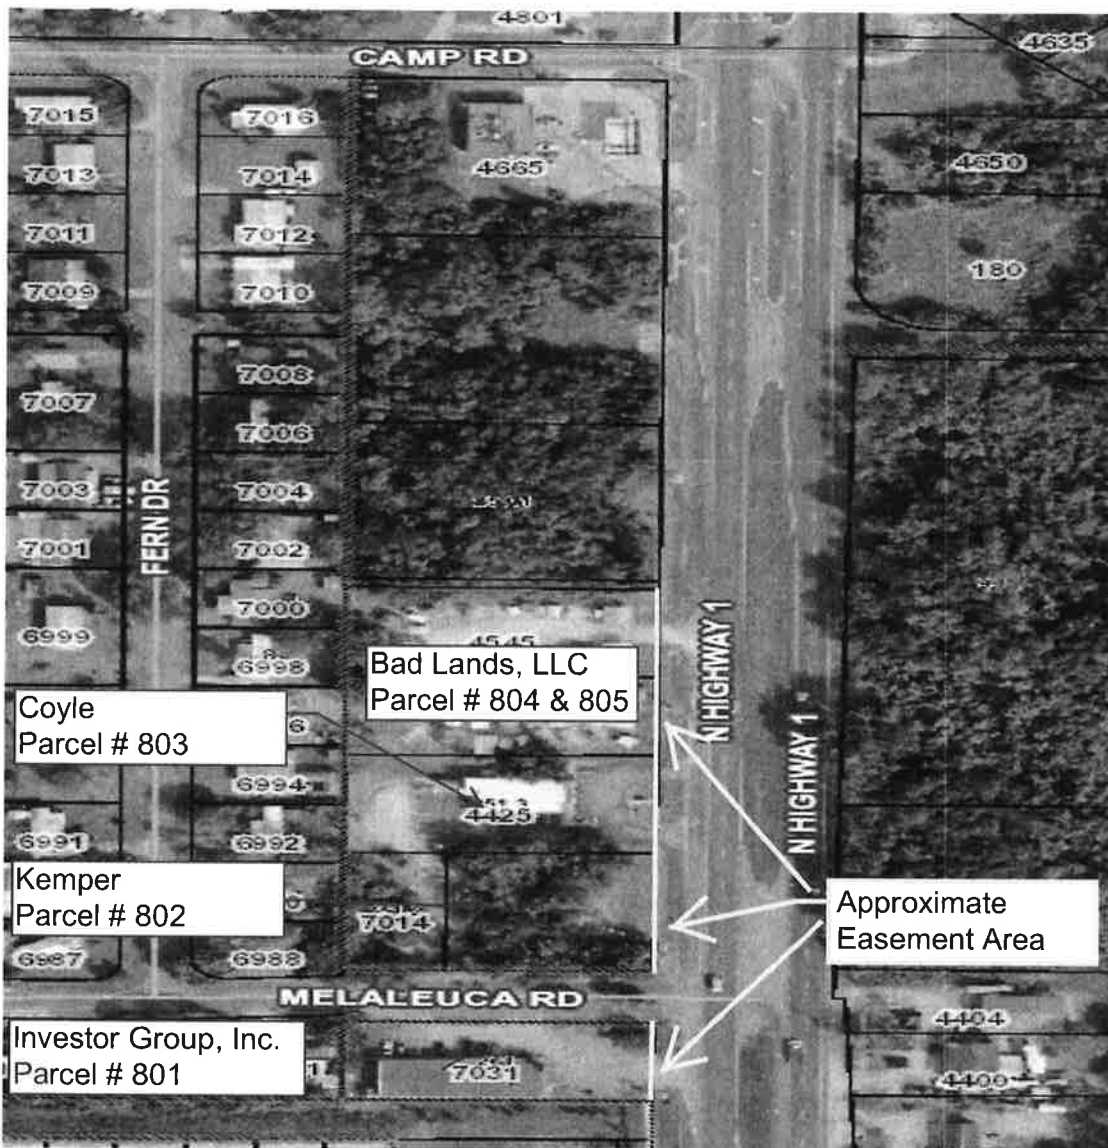 4801
CAMP RD
4635
7015
7016
7013
7014
4665
4650
7011
7012
180
7009
7010
7008
7007
7006
7003
7004
FERN DR
7001
7002
7000
6999
4545
6998
N HIGHWAY 1
Bad Lands, LLC
Parcel # 804 & 805
Coyle
Parcel # 803
6
N HIGHWAY 1
6994
4425
6991
6992
Kemper
Parcel # 802
7014
Approximate
Easement Area
6987
6988
MELALEUCA RD
4404
Investor Group, Inc.
Parcel # 801
1
7031
4400